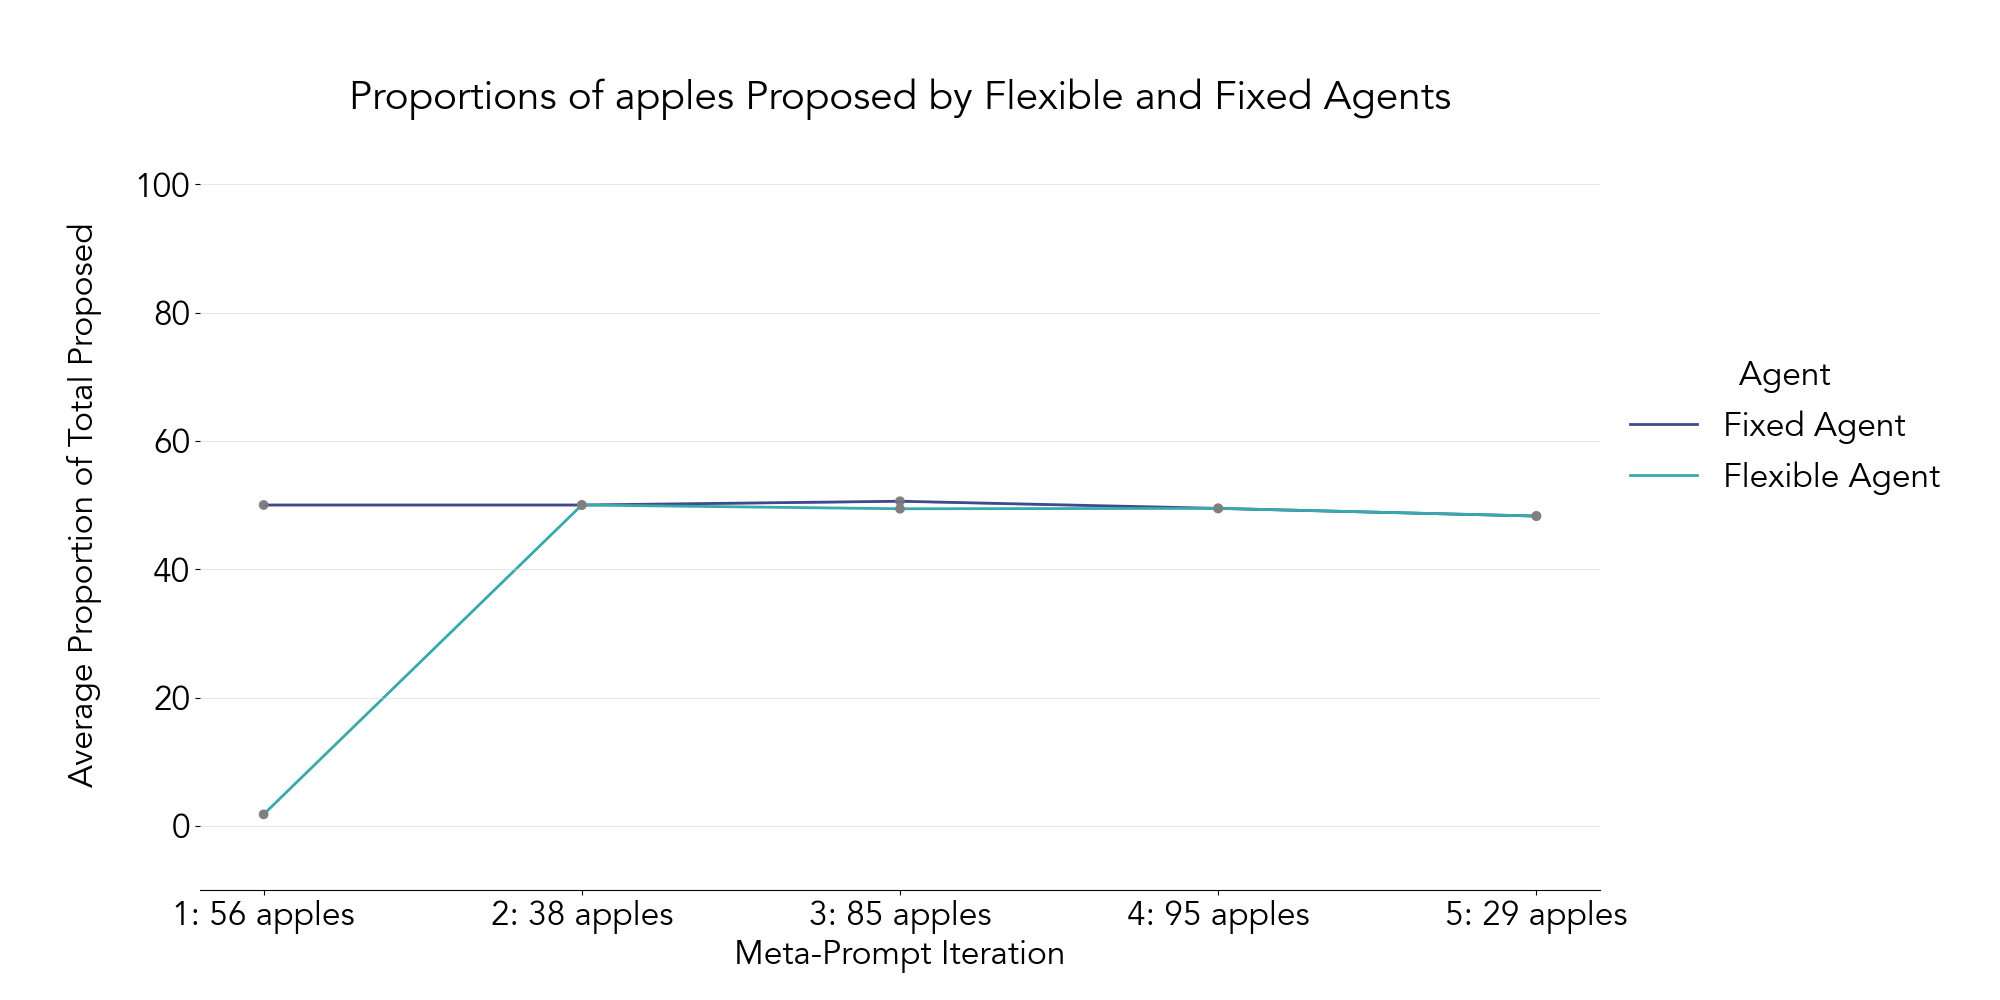 Proportions of apples Proposed by Flexible and Fixed Agents
Average Proportion of Total Proposed
100
80
60
40
20
0
1: 56 apples
2: 38 apples
3: 85 apples
4: 95 apples
5: 29 apples
Meta-Prompt Iteration
Agent
Fixed Agent
Flexible Agent